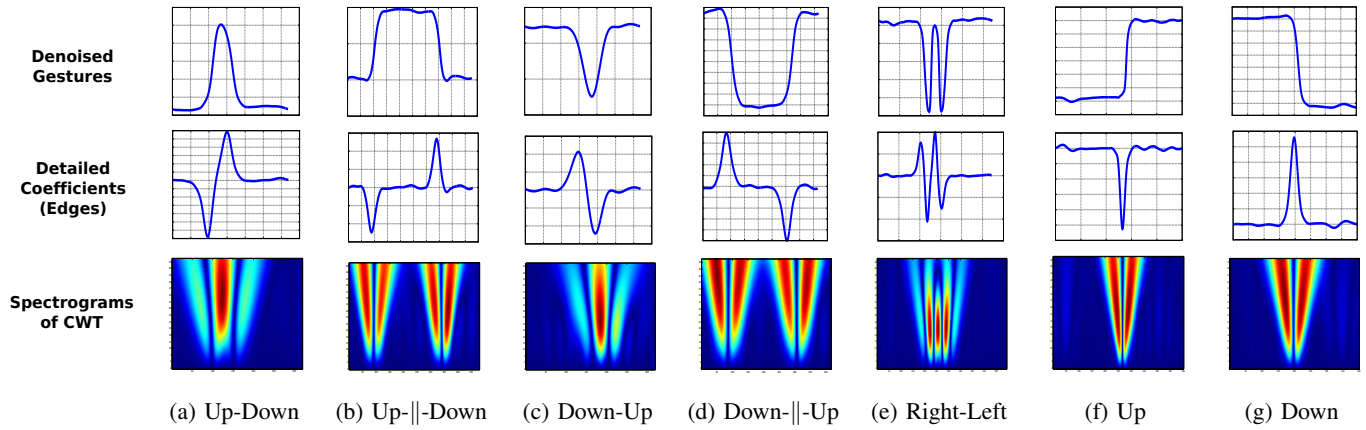 Denoised
Gestures
Detailed
Coefficients
(Edges)
Spectrograms
of CWT
(a) Up-Down
(b) Up-||-Down
(c) Down-Up
(d) Down-||-Up
(e) Right-Left
(f) Up
(g) Down